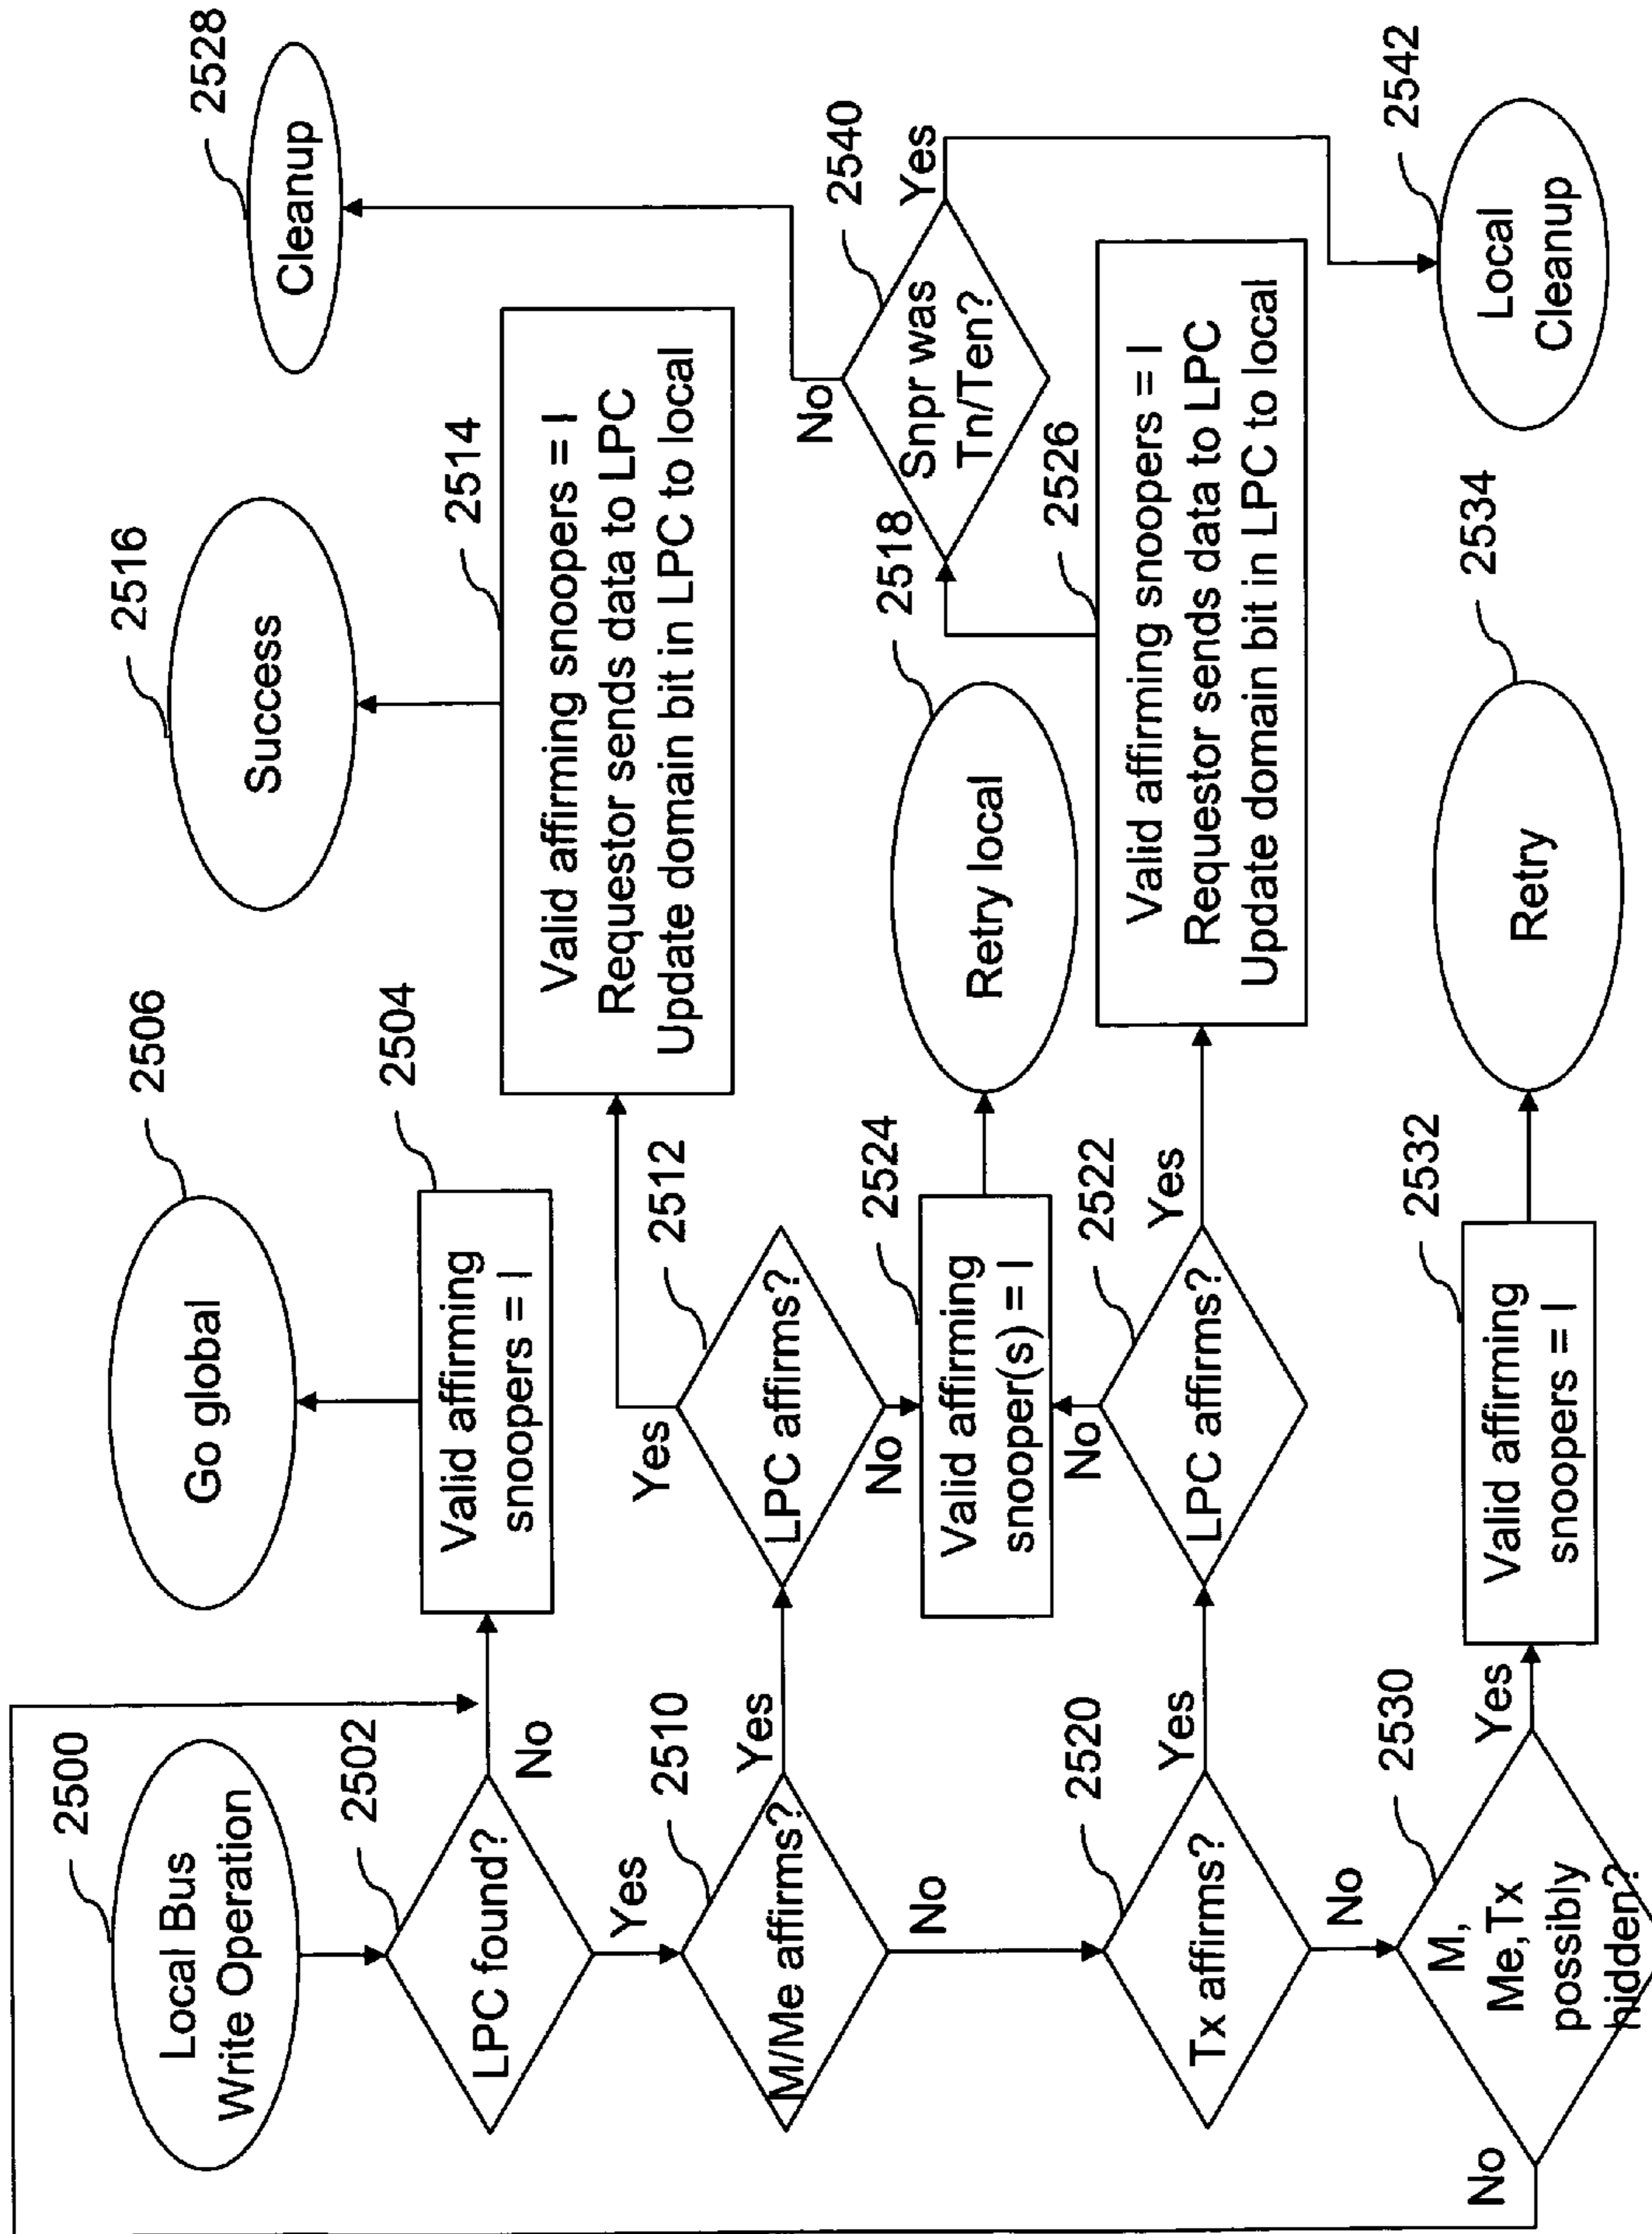 2500
Local Bus
Write Operation
2502
LPC found?
No
Yes
2504
Valid affirming
snoopers = I
2506
Go global
2510
M/Me affirms?
Yes
No
2512
LPC affirms?
Yes
No
2514
Valid affirming snoopers = I
Requestor sends data to LPC
Update domain bit in LPC to local
2516
Success
2520
Tx affirms?
Yes
No
2522
LPC affirms?
Yes
No
2524
Valid affirming
snooper(s) = I
2518
Retry local
2526
Valid affirming snoopers = I
Requestor sends data to LPC
Update domain bit in LPC to local
2540
Snpr was
Tn/Ten?
No
Yes
2528
Cleanup
2542
Local
Cleanup
2530
M,
Me,Tx
possibly
hidden?
Yes
No
2532
Valid affirming
snoopers = I
2534
Retry